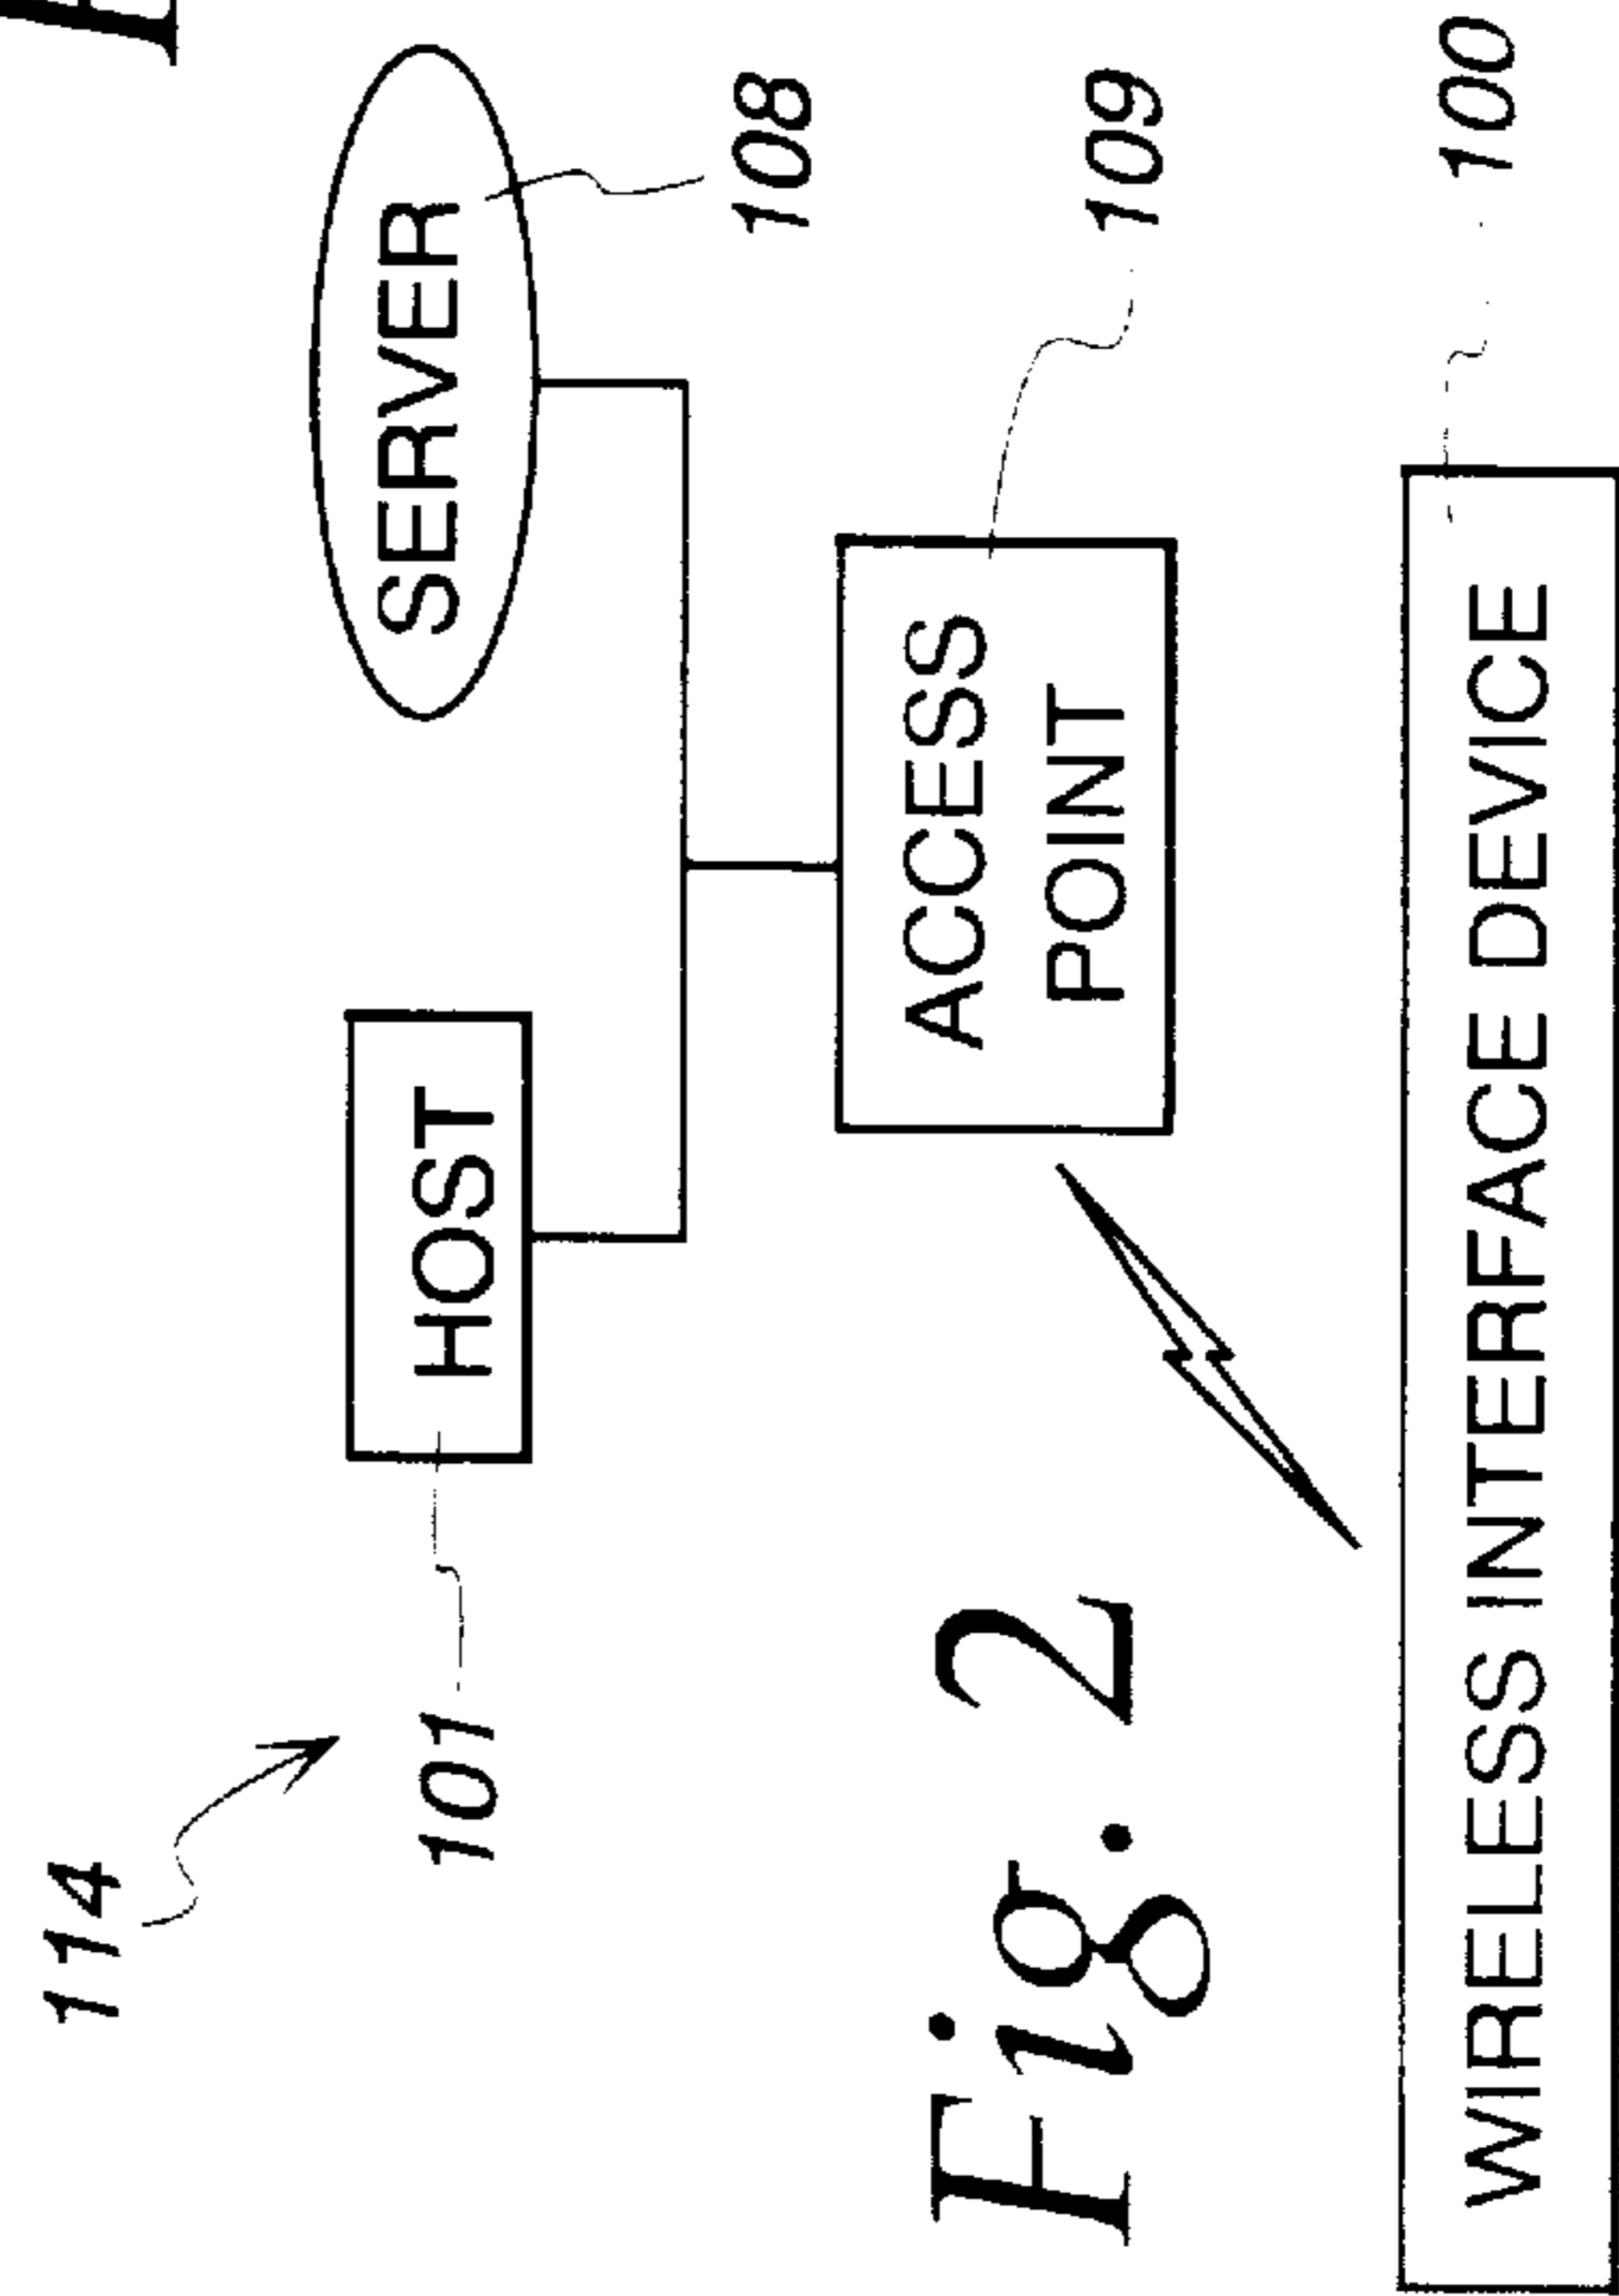 114
101
HOST
SERVER
108
ACCESS
POINT
109
Fig. 2
WIRELESS INTERFACE DEVICE
100